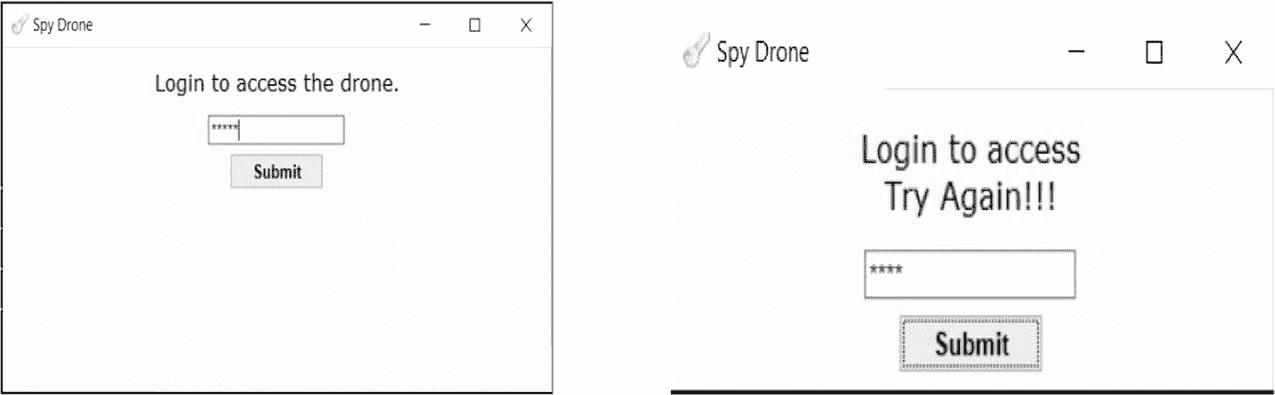 Spy Drone
Login to access the drone.
*****
Submit
Spy Drone
Login to access
Try Again!!!
****
Submit